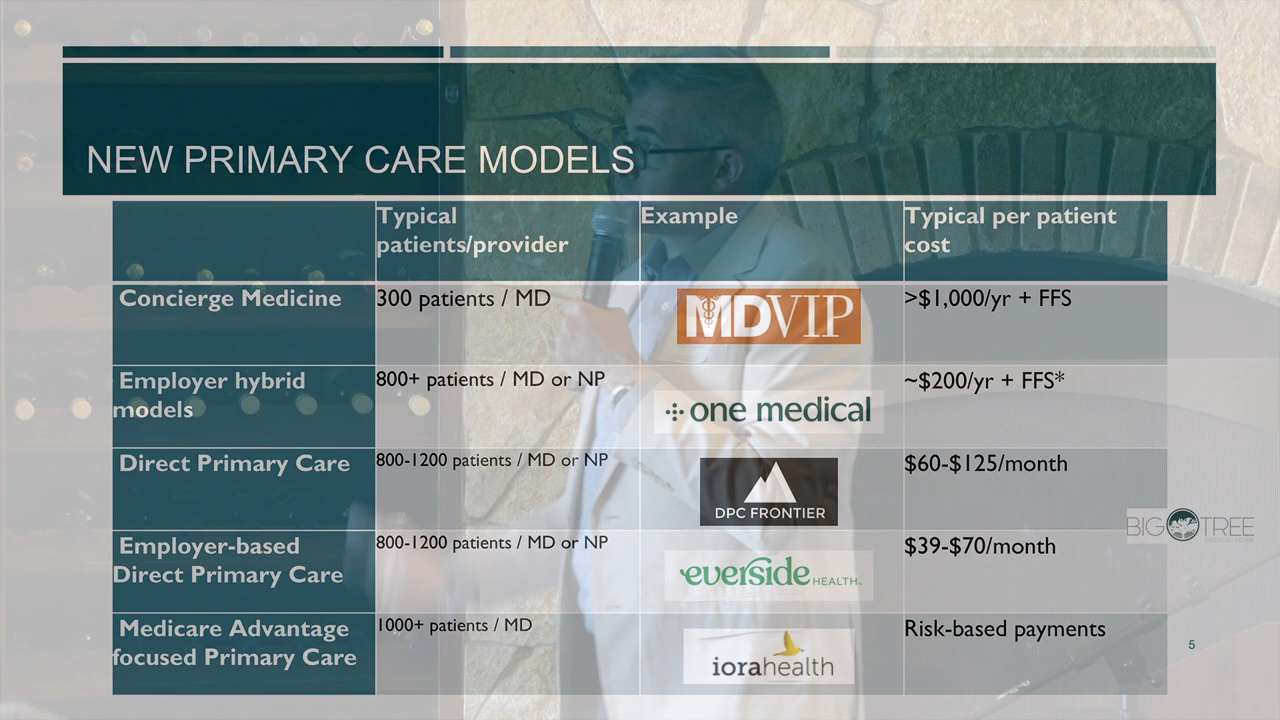 NEW PRIMARY CARE MODELS
Typical patients/provider
Example
Typical per patient cost
Concierge Medicine
300 patients / MD
MDVIP
>$1,000/yr + FFS
Employer hybrid models
800+ patients / MD or NP
one medical
~$200/yr + FFS*
Direct Primary Care
800-1200 patients / MD or NP
DPC FRONTIER
$60-$125/month
Employer-based Direct Primary Care
800-1200 patients / MD or NP
everside HEALTH
$39-$70/month
Medicare Advantage focused Primary Care
1000+ patients / MD
iorahealth
Risk-based payments
BIG TREE
MEDICAL HOME
5